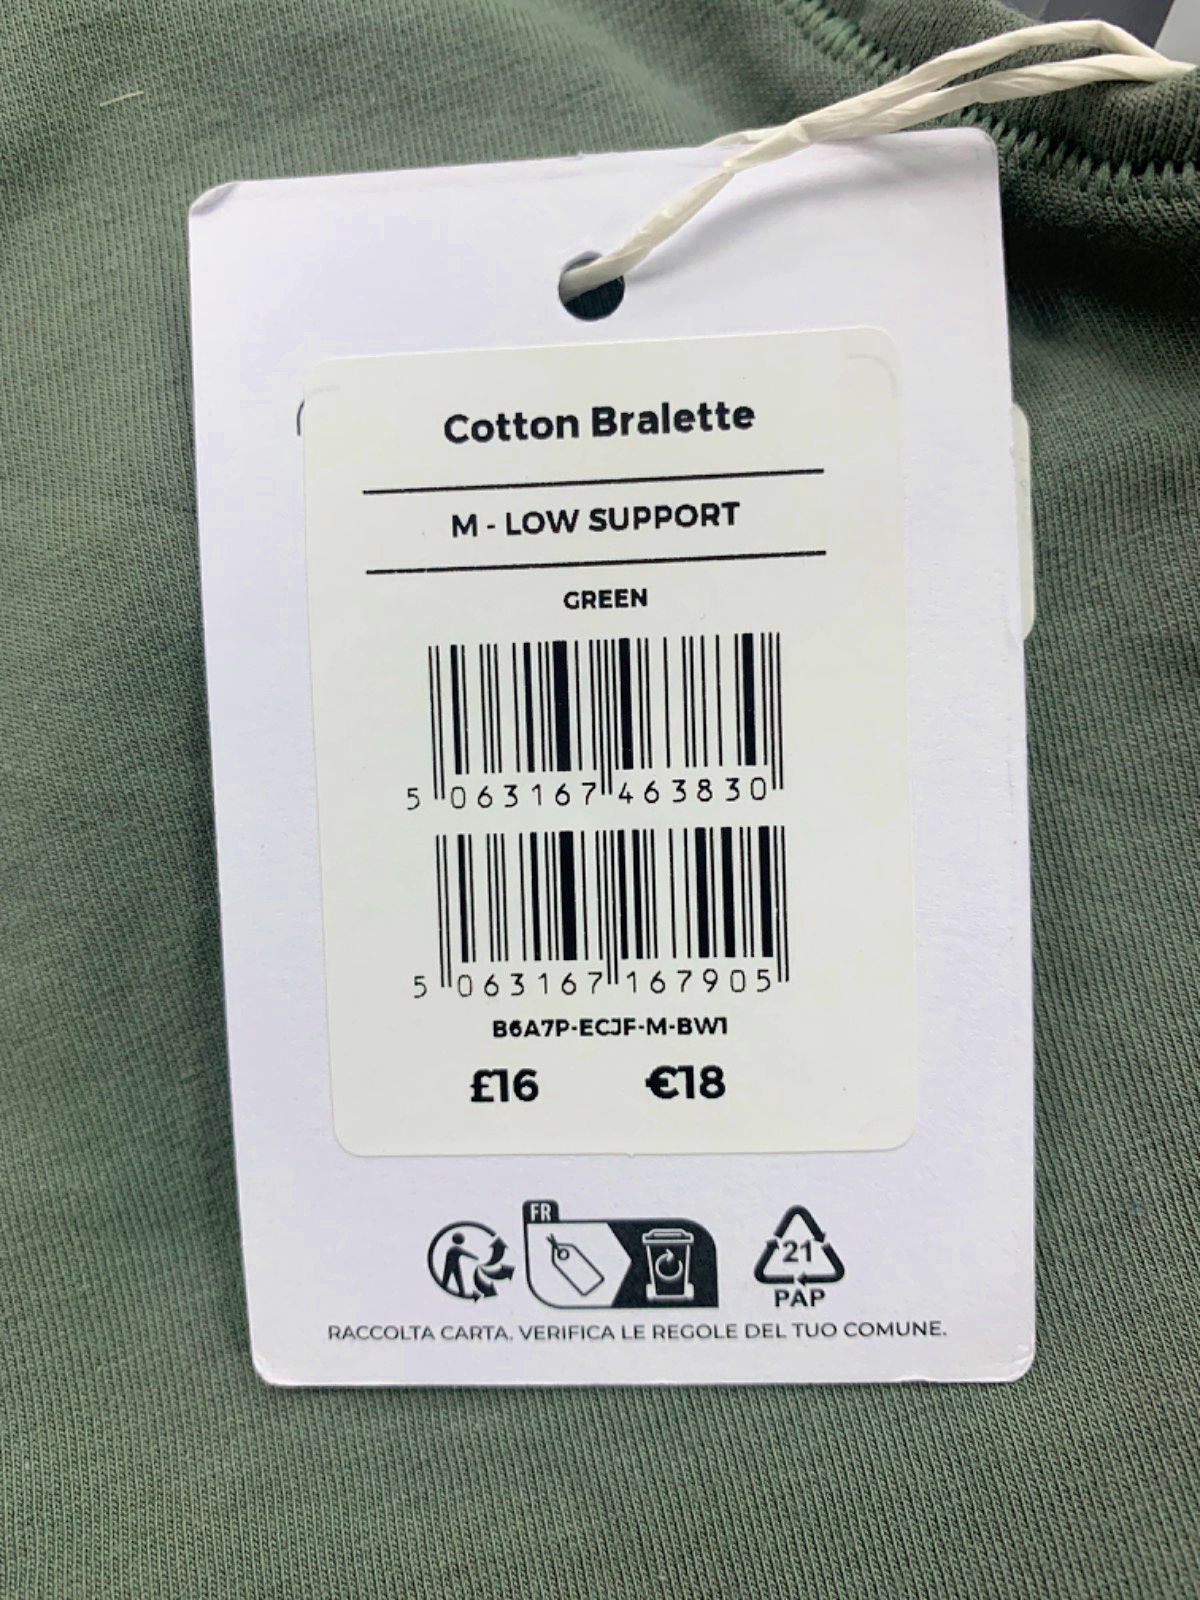 Cotton Bralette
M - LOW SUPPORT
GREEN
5 063167 463830
5 063167 167905
B6A7P-ECJF-M-BW1
£16 €18
FR
21
PAP
RACCOLTA CARTA. VERIFICA LE REGOLE DEL TUO COMUNE.